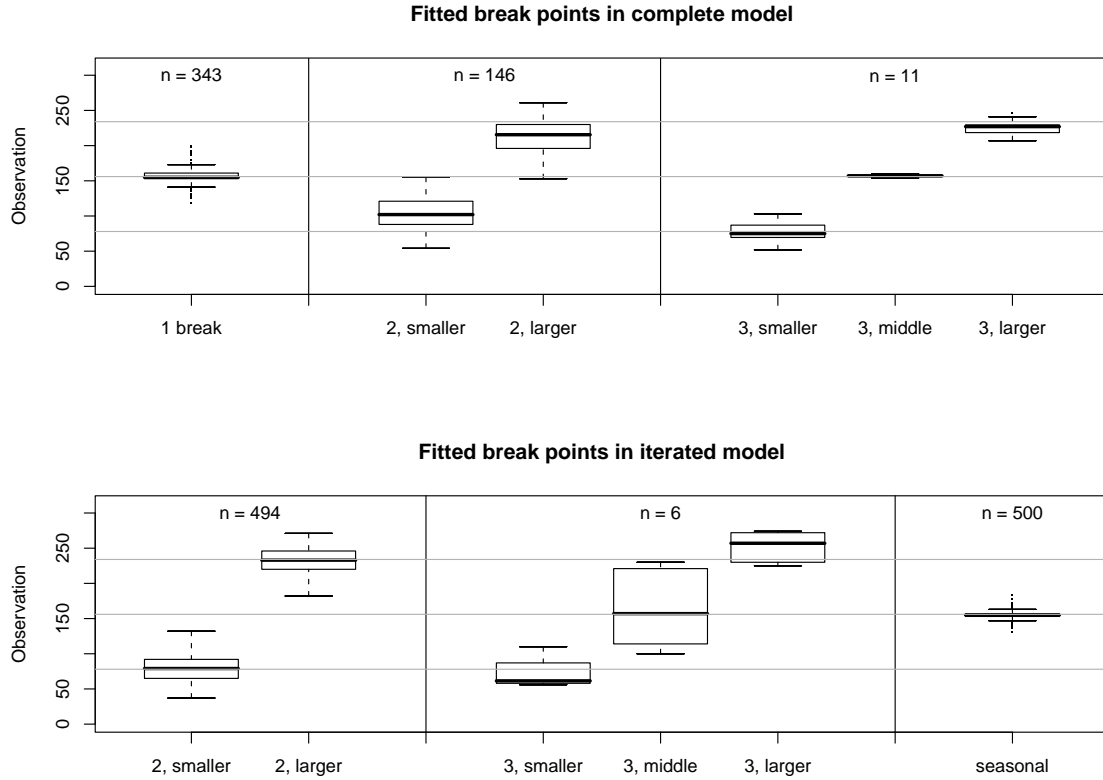 Fitted break points in complete model
n = 343
n = 146
n = 11
Observation
250
150
50
0
1 break
2, smaller
2, larger
3, smaller
3, middle
3, larger
Fitted break points in iterated model
n = 494
n = 6
n = 500
Observation
250
150
50
0
2, smaller
2, larger
3, smaller
3, middle
3, larger
seasonal